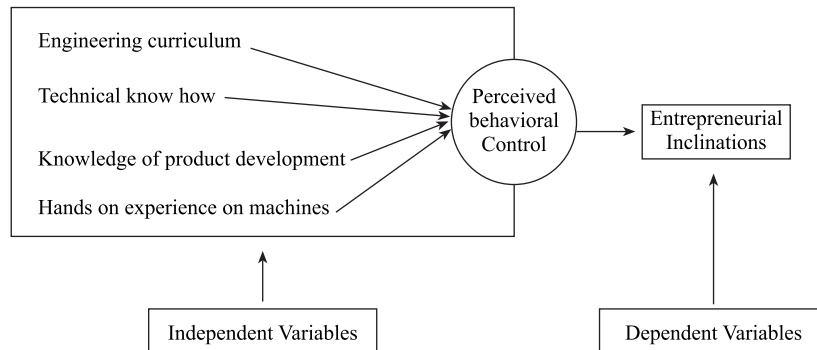 Engineering curriculum
Technical know how
Knowledge of product development
Hands on experience on machines
Perceived
behavioral
Control
Entrepreneurial
Inclinations
Independent Variables
Dependent Variables